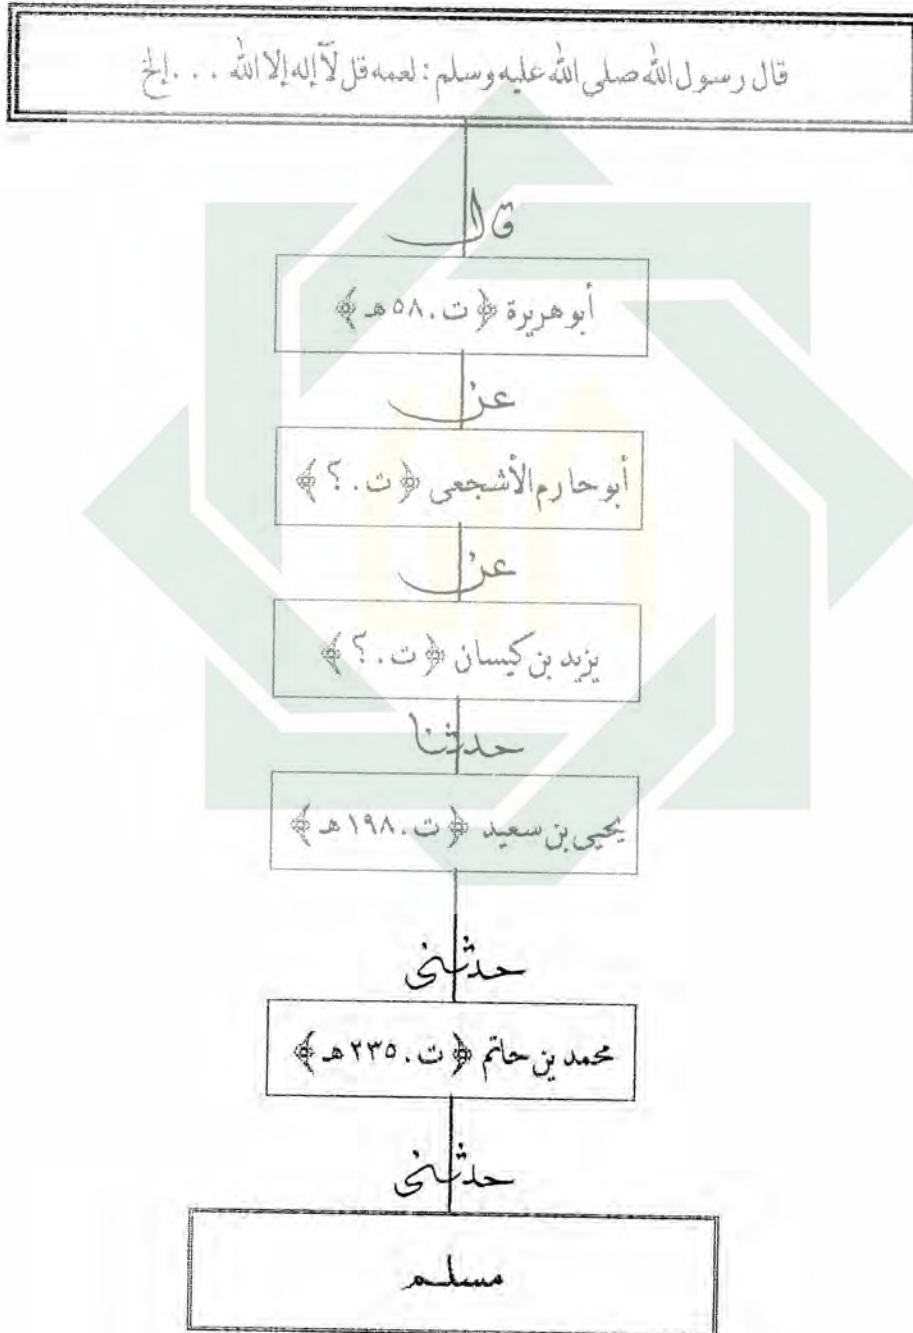 قال رسول الله صلي الله عليه وسلم : لعمه قل لآ إله إلا الله . . . إلخ
قال
أبو هريرة ﴿ ت. ٥٨ هـ ﴾
عن
أبو حارم الأشجعى ﴿ ت. ؟ ﴾
عن
يزيد بن كيسان ﴿ ت. ؟ ﴾
حدثنا
يحيى بن سعيد ﴿ ت. ١٩٨ هـ ﴾
حدثنى
محمد بن حاتم ﴿ ت. ٢٣٥ هـ ﴾
حدثنى
مسلم